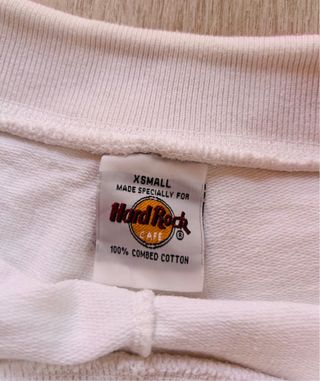 XSMALL
MADE SPECIALLY FOR
Hard Rock
CAFE
®
100% COMBED COTTON